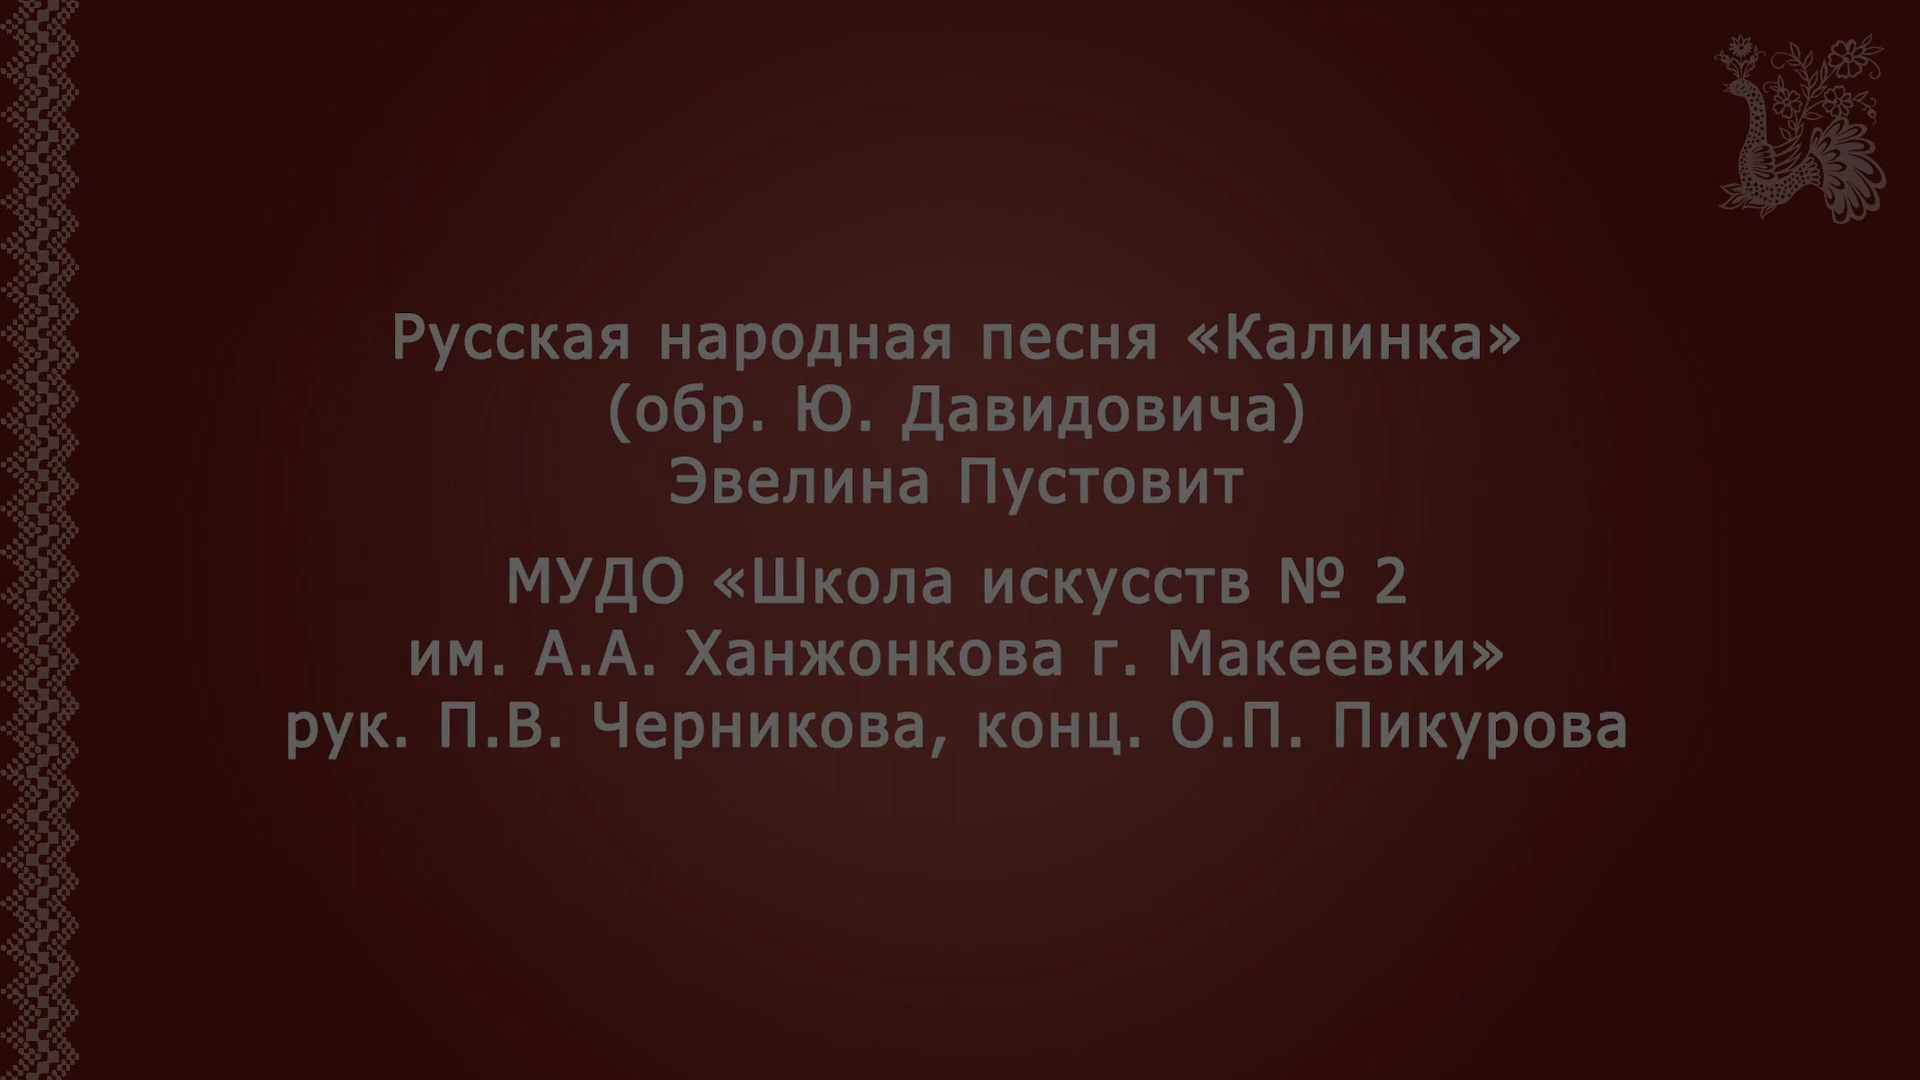 Русская народная песня «Калинка»
(обр. Ю. Давидовича)
Эвелина Пустовит
МУДО «Школа искусств № 2
им. А.А. Ханжонкова г. Макеевки»
рук. П.В. Черникова, конц. О.П. Пикурова